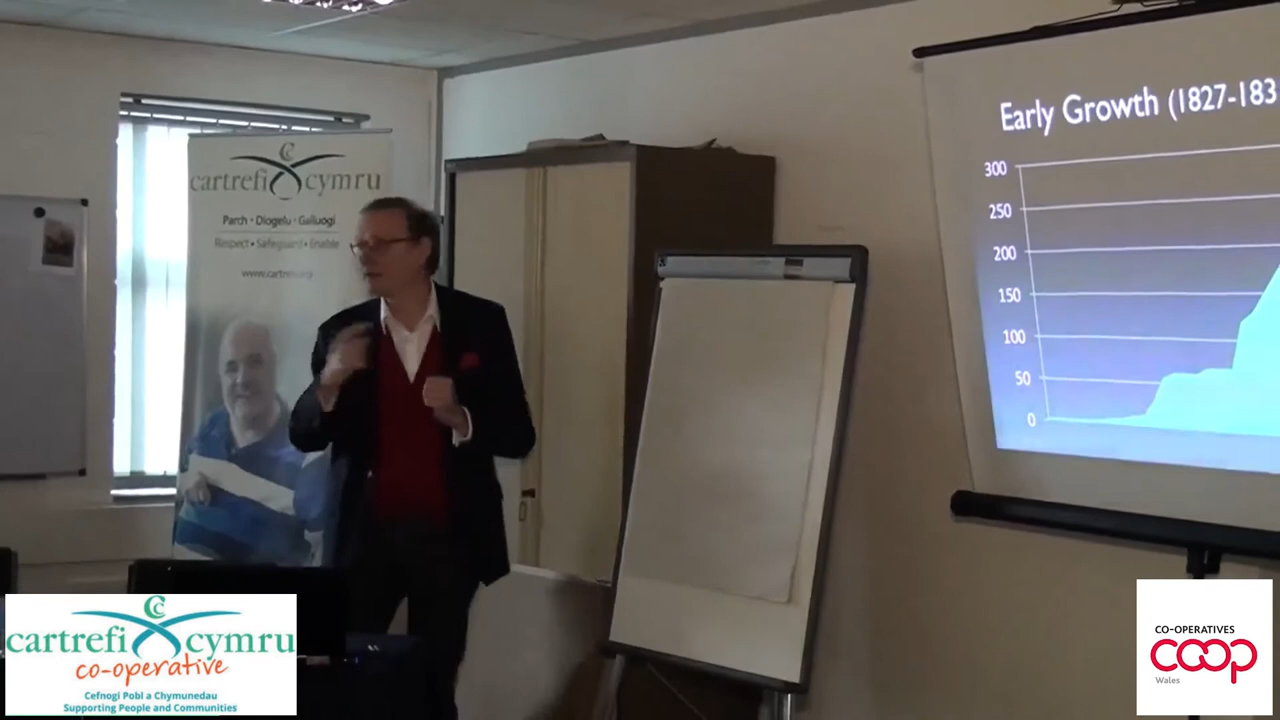 cartrefi cymru
Parch • Diogelu • Galluogi
Respect • Safeguard • Enable
Early Growth (1827-183
300
250
200
150
100
50
0
cartrefi cymru
co-operative
Cefnogi Pobl a Chymunedau
Supporting People and Communities
CO-OPERATIVES
coop
Wales